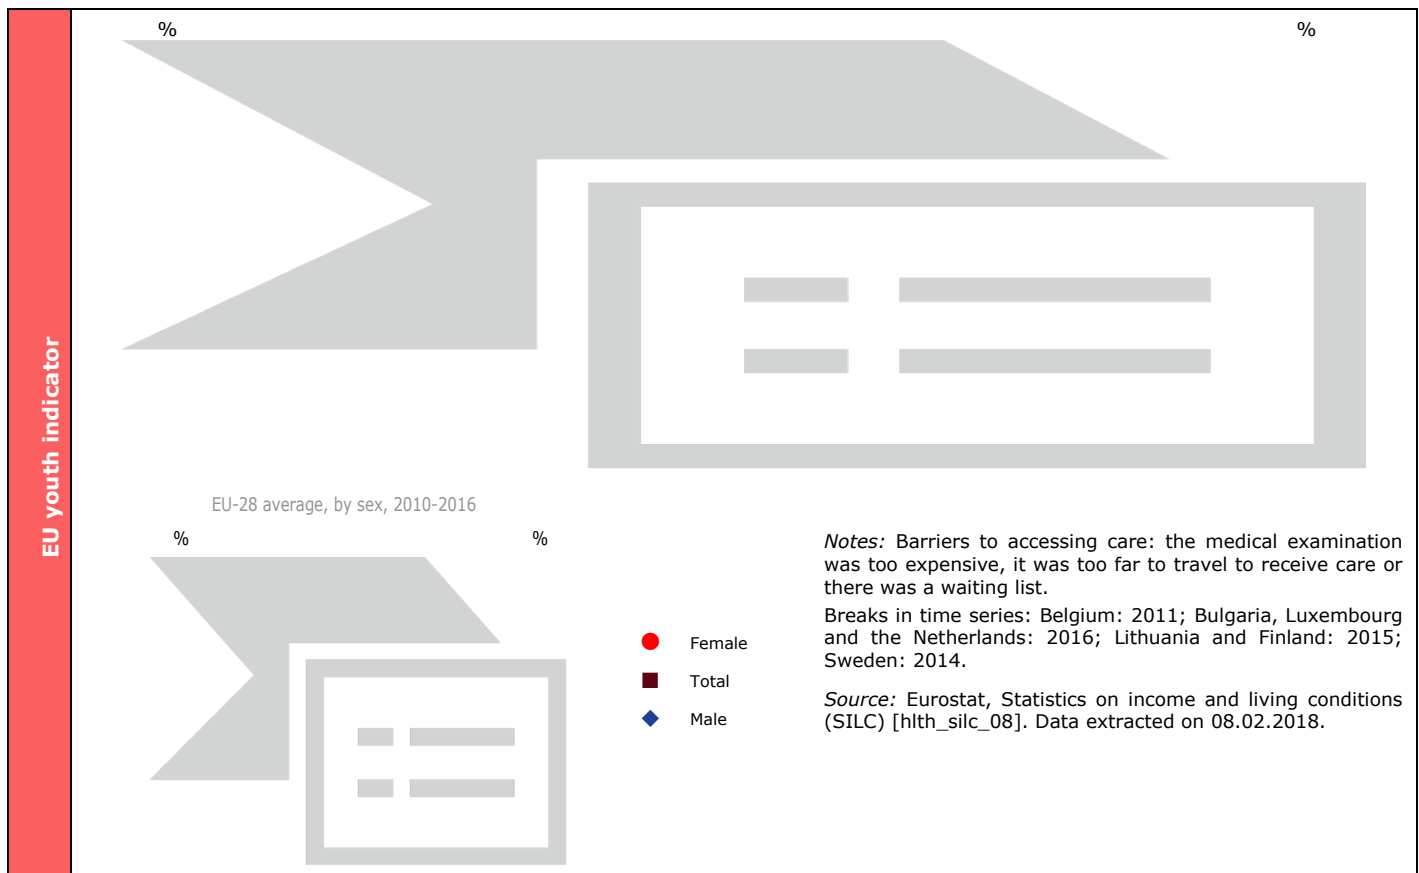 EU youth indicator
% %
EU-28 average, by sex, 2010-2016
% %
Female
Total
Male
Notes: Barriers to accessing care: the medical examination
was too expensive, it was too far to travel to receive care or
there was a waiting list.
Breaks in time series: Belgium: 2011; Bulgaria, Luxembourg
and the Netherlands: 2016; Lithuania and Finland: 2015;
Sweden: 2014.
Source: Eurostat, Statistics on income and living conditions
(SILC) [hlth_silc_08]. Data extracted on 08.02.2018.